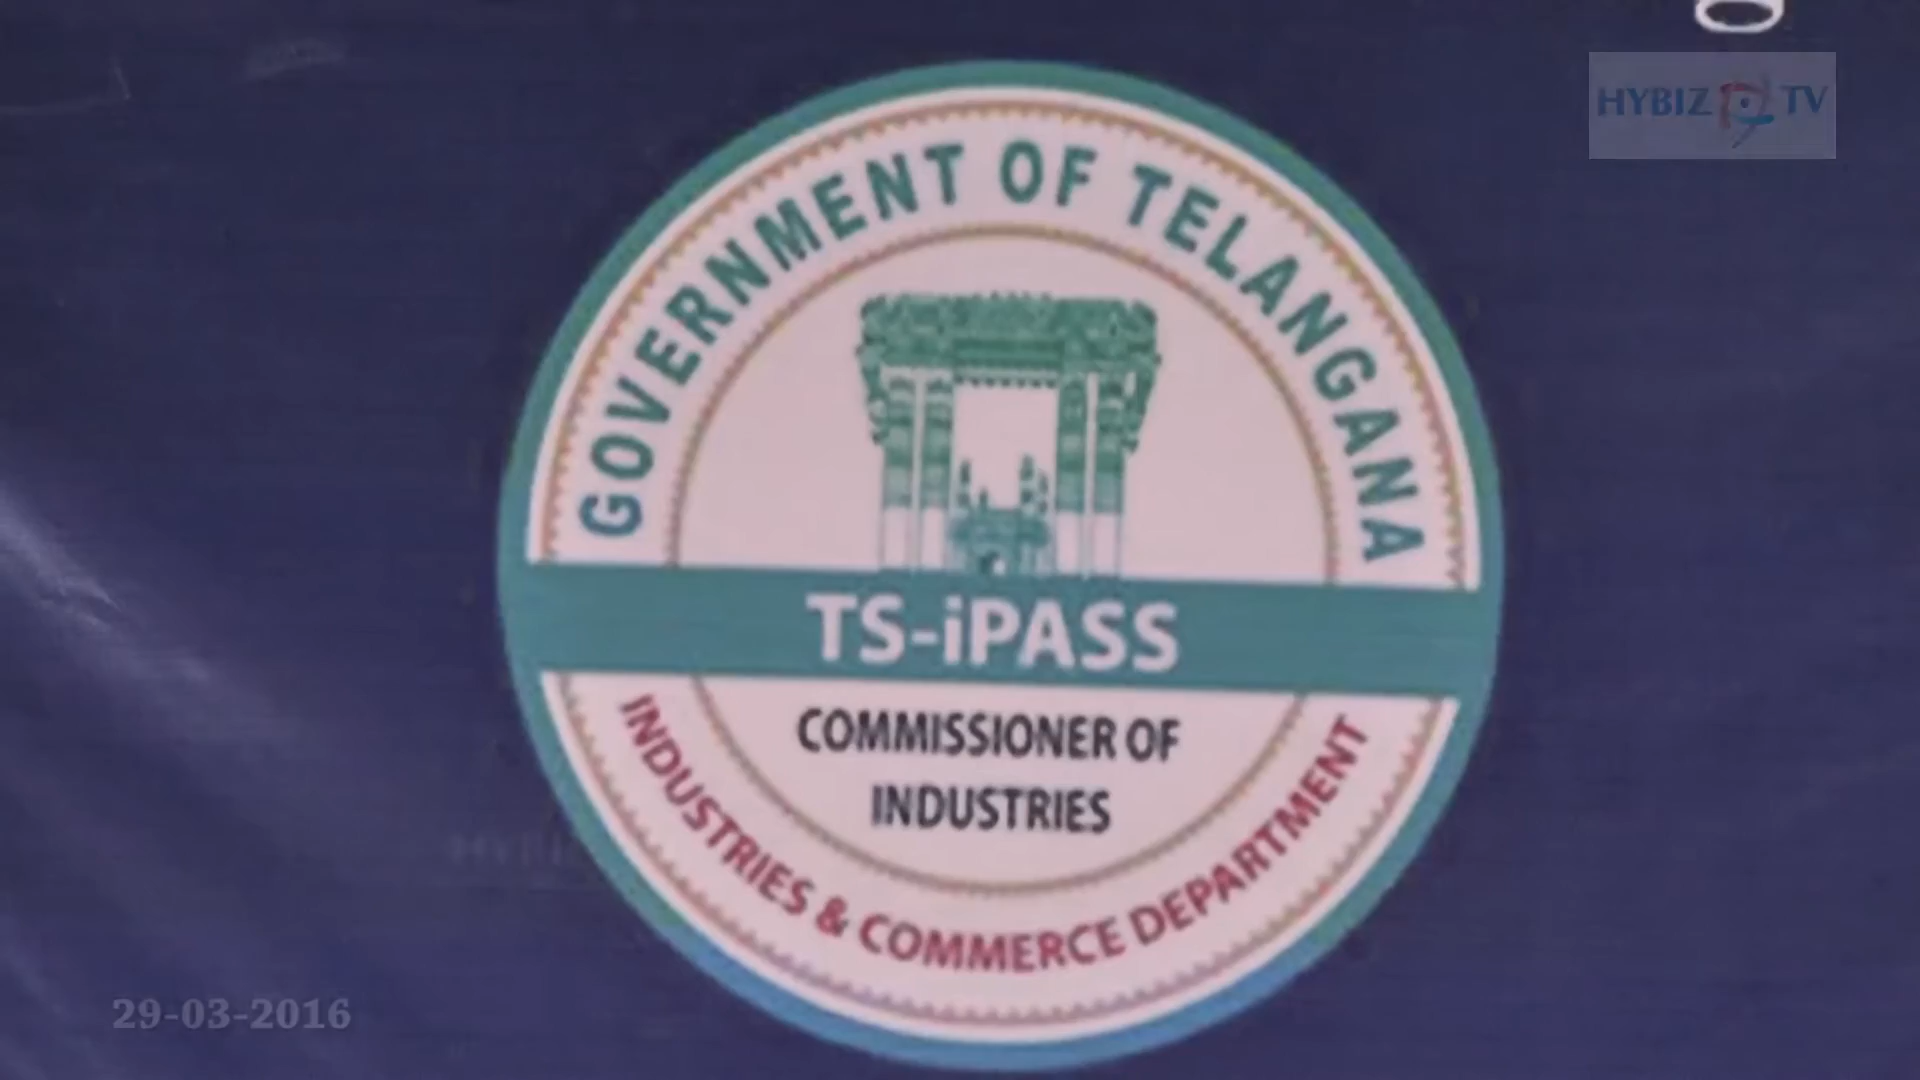 HYBIZ TV
GOVERNMENT OF TELANGANA
TS-iPASS
COMMISSIONER OF
INDUSTRIES
INDUSTRIES & COMMERCE DEPARTMENT
29-03-2016